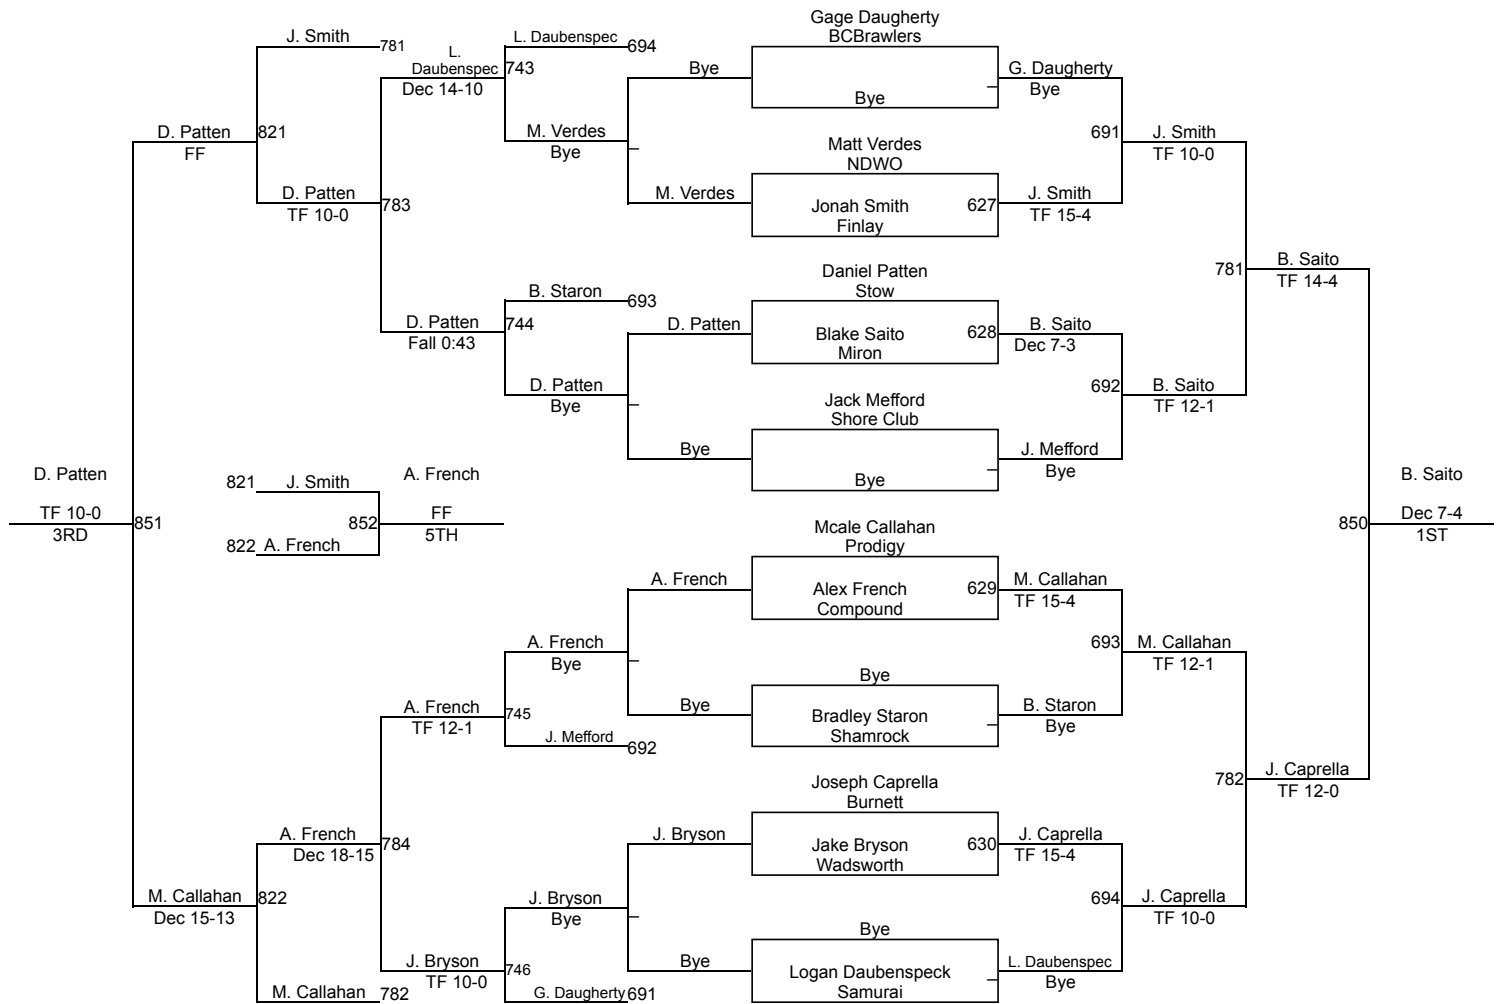 Gage Daugherty
BCBrawlers
Bye
Matt Verdes
NDWO
Jonah Smith
Finlay
627
Daniel Patten
Stow
Blake Saito
Miron
628
Jack Mefford
Shore Club
Bye
Mcale Callahan
Prodigy
Alex French
Compound
629
Bye
Bradley Staron
Shamrock
Joseph Caprella
Burnett
Jake Bryson
Wadsworth
630
Bye
Logan Daubenspeck
Samurai
G. Daugherty
Bye
691
J. Smith
TF 15-4
J. Smith
TF 10-0
B. Saito
Dec 7-3
692
J. Mefford
Bye
B. Saito
TF 12-1
781
B. Saito
TF 14-4
M. Callahan
TF 15-4
693
B. Staron
Bye
M. Callahan
TF 12-1
J. Caprella
TF 15-4
694
L. Daubenspec
Bye
J. Caprella
TF 10-0
782
J. Caprella
TF 12-0
850
B. Saito
Dec 7-4
1ST
Bye
M. Verdes
D. Patten
Bye
A. French
Bye
J. Bryson
Bye
L. Daubenspec
694
M. Verdes
Bye
743
L.
Daubenspec
Dec 14-10
B. Staron
693
D. Patten
Bye
744
D. Patten
Fall 0:43
783
J. Smith
781
D. Patten
TF 10-0
821
D. Patten
FF
A. French
Bye
J. Mefford
692
745
A. French
TF 12-1
J. Bryson
Bye
G. Daugherty
691
746
J. Bryson
TF 10-0
784
A. French
Dec 18-15
M. Callahan
782
822
M. Callahan
Dec 15-13
851
D. Patten
TF 10-0
3RD
821
J. Smith
822
A. French
852
A. French
FF
5TH